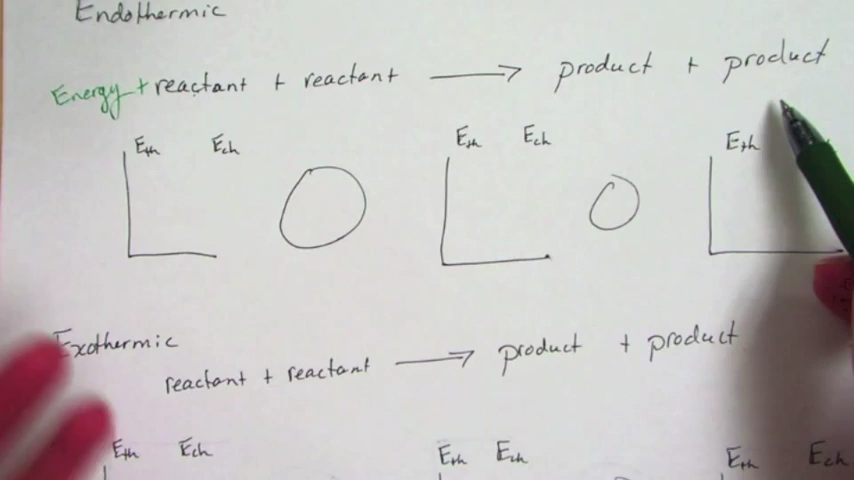 Endothermic
Energy + reactant + reactant → product + product
Eth Ech Eth Ech Eth
Exothermic
reactant + reactant → product + product
Eth Ech Eth Ech Eth Ech